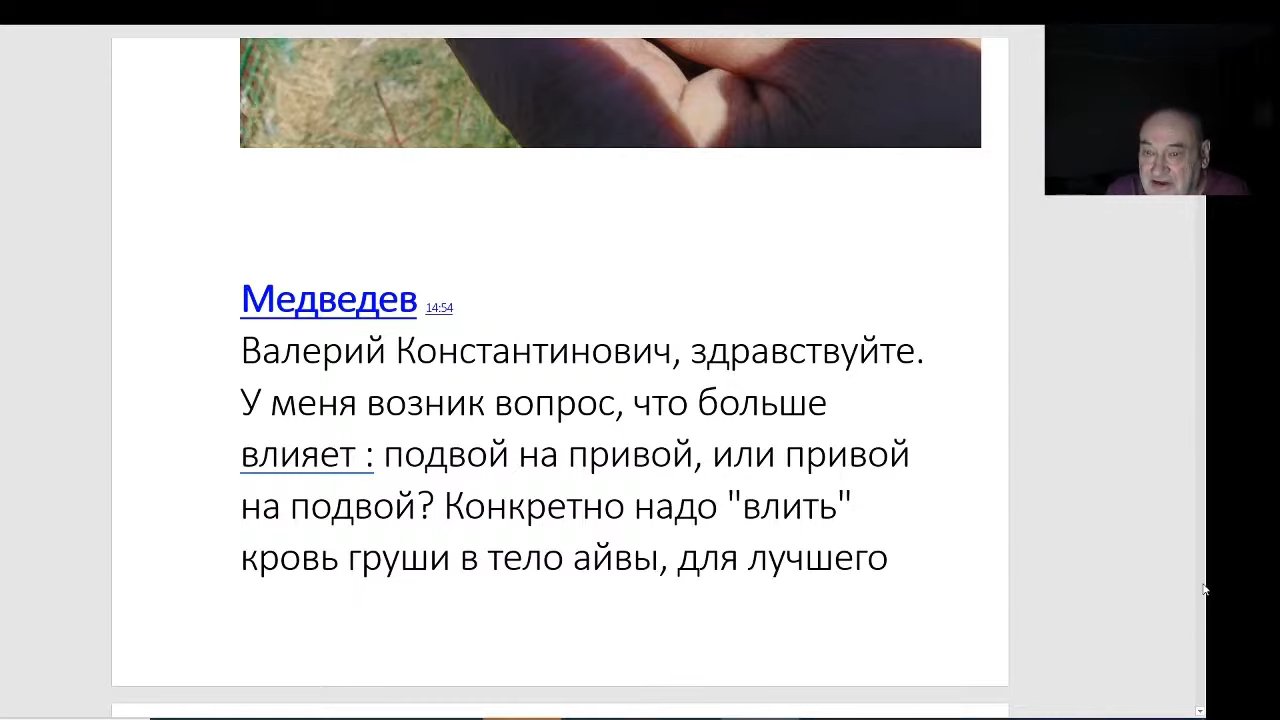 Медведев 14:54
Валерий Константинович, здравствуйте.
У меня возник вопрос, что больше
влияет : подвой на привой, или привой
на подвой? Конкретно надо "влить"
кровь груши в тело айвы, для лучшего